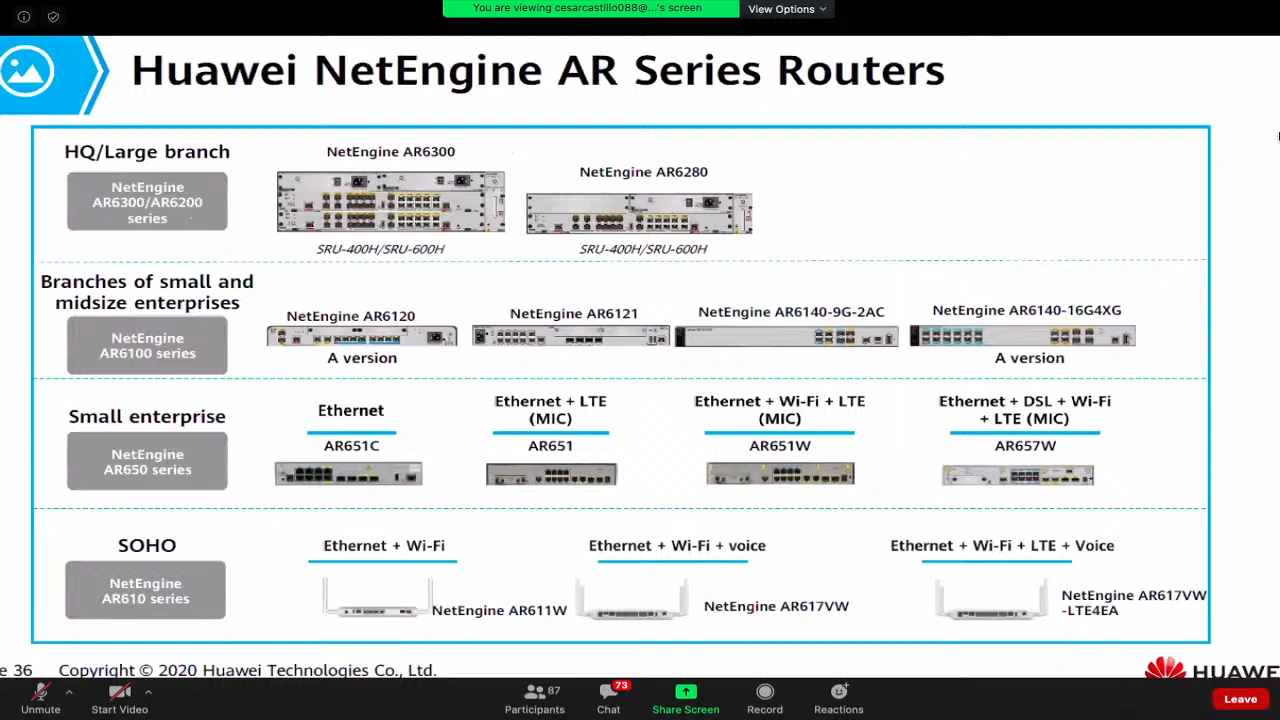 You are viewing cesarcastillo088@...'s screen
View Options
Huawei NetEngine AR Series Routers
HQ/Large branch
NetEngine
AR6300/AR6200
series
NetEngine AR6300
SRU-400H/SRU-600H
NetEngine AR6280
SRU-400H/SRU-600H
Branches of small and
midsize enterprises
NetEngine
AR6100 series
NetEngine AR6120
A version
NetEngine AR6121
NetEngine AR6140-9G-2AC
NetEngine AR6140-16G4XG
A version
Small enterprise
NetEngine
AR650 series
Ethernet
AR651C
Ethernet + LTE
(MIC)
AR651
Ethernet + Wi-Fi + LTE
(MIC)
AR651W
Ethernet + DSL + Wi-Fi
+ LTE (MIC)
AR657W
SOHO
NetEngine
AR610 series
Ethernet + Wi-Fi
NetEngine AR611W
Ethernet + Wi-Fi + voice
NetEngine AR617VW
Ethernet + Wi-Fi + LTE + Voice
NetEngine AR617VW
-LTE4EA
e 36
Copyright © 2020 Huawei Technologies Co., Ltd.
HUAWE
Unmute
Start Video
87
Participants
73
Chat
Share Screen
Record
Reactions
Leave